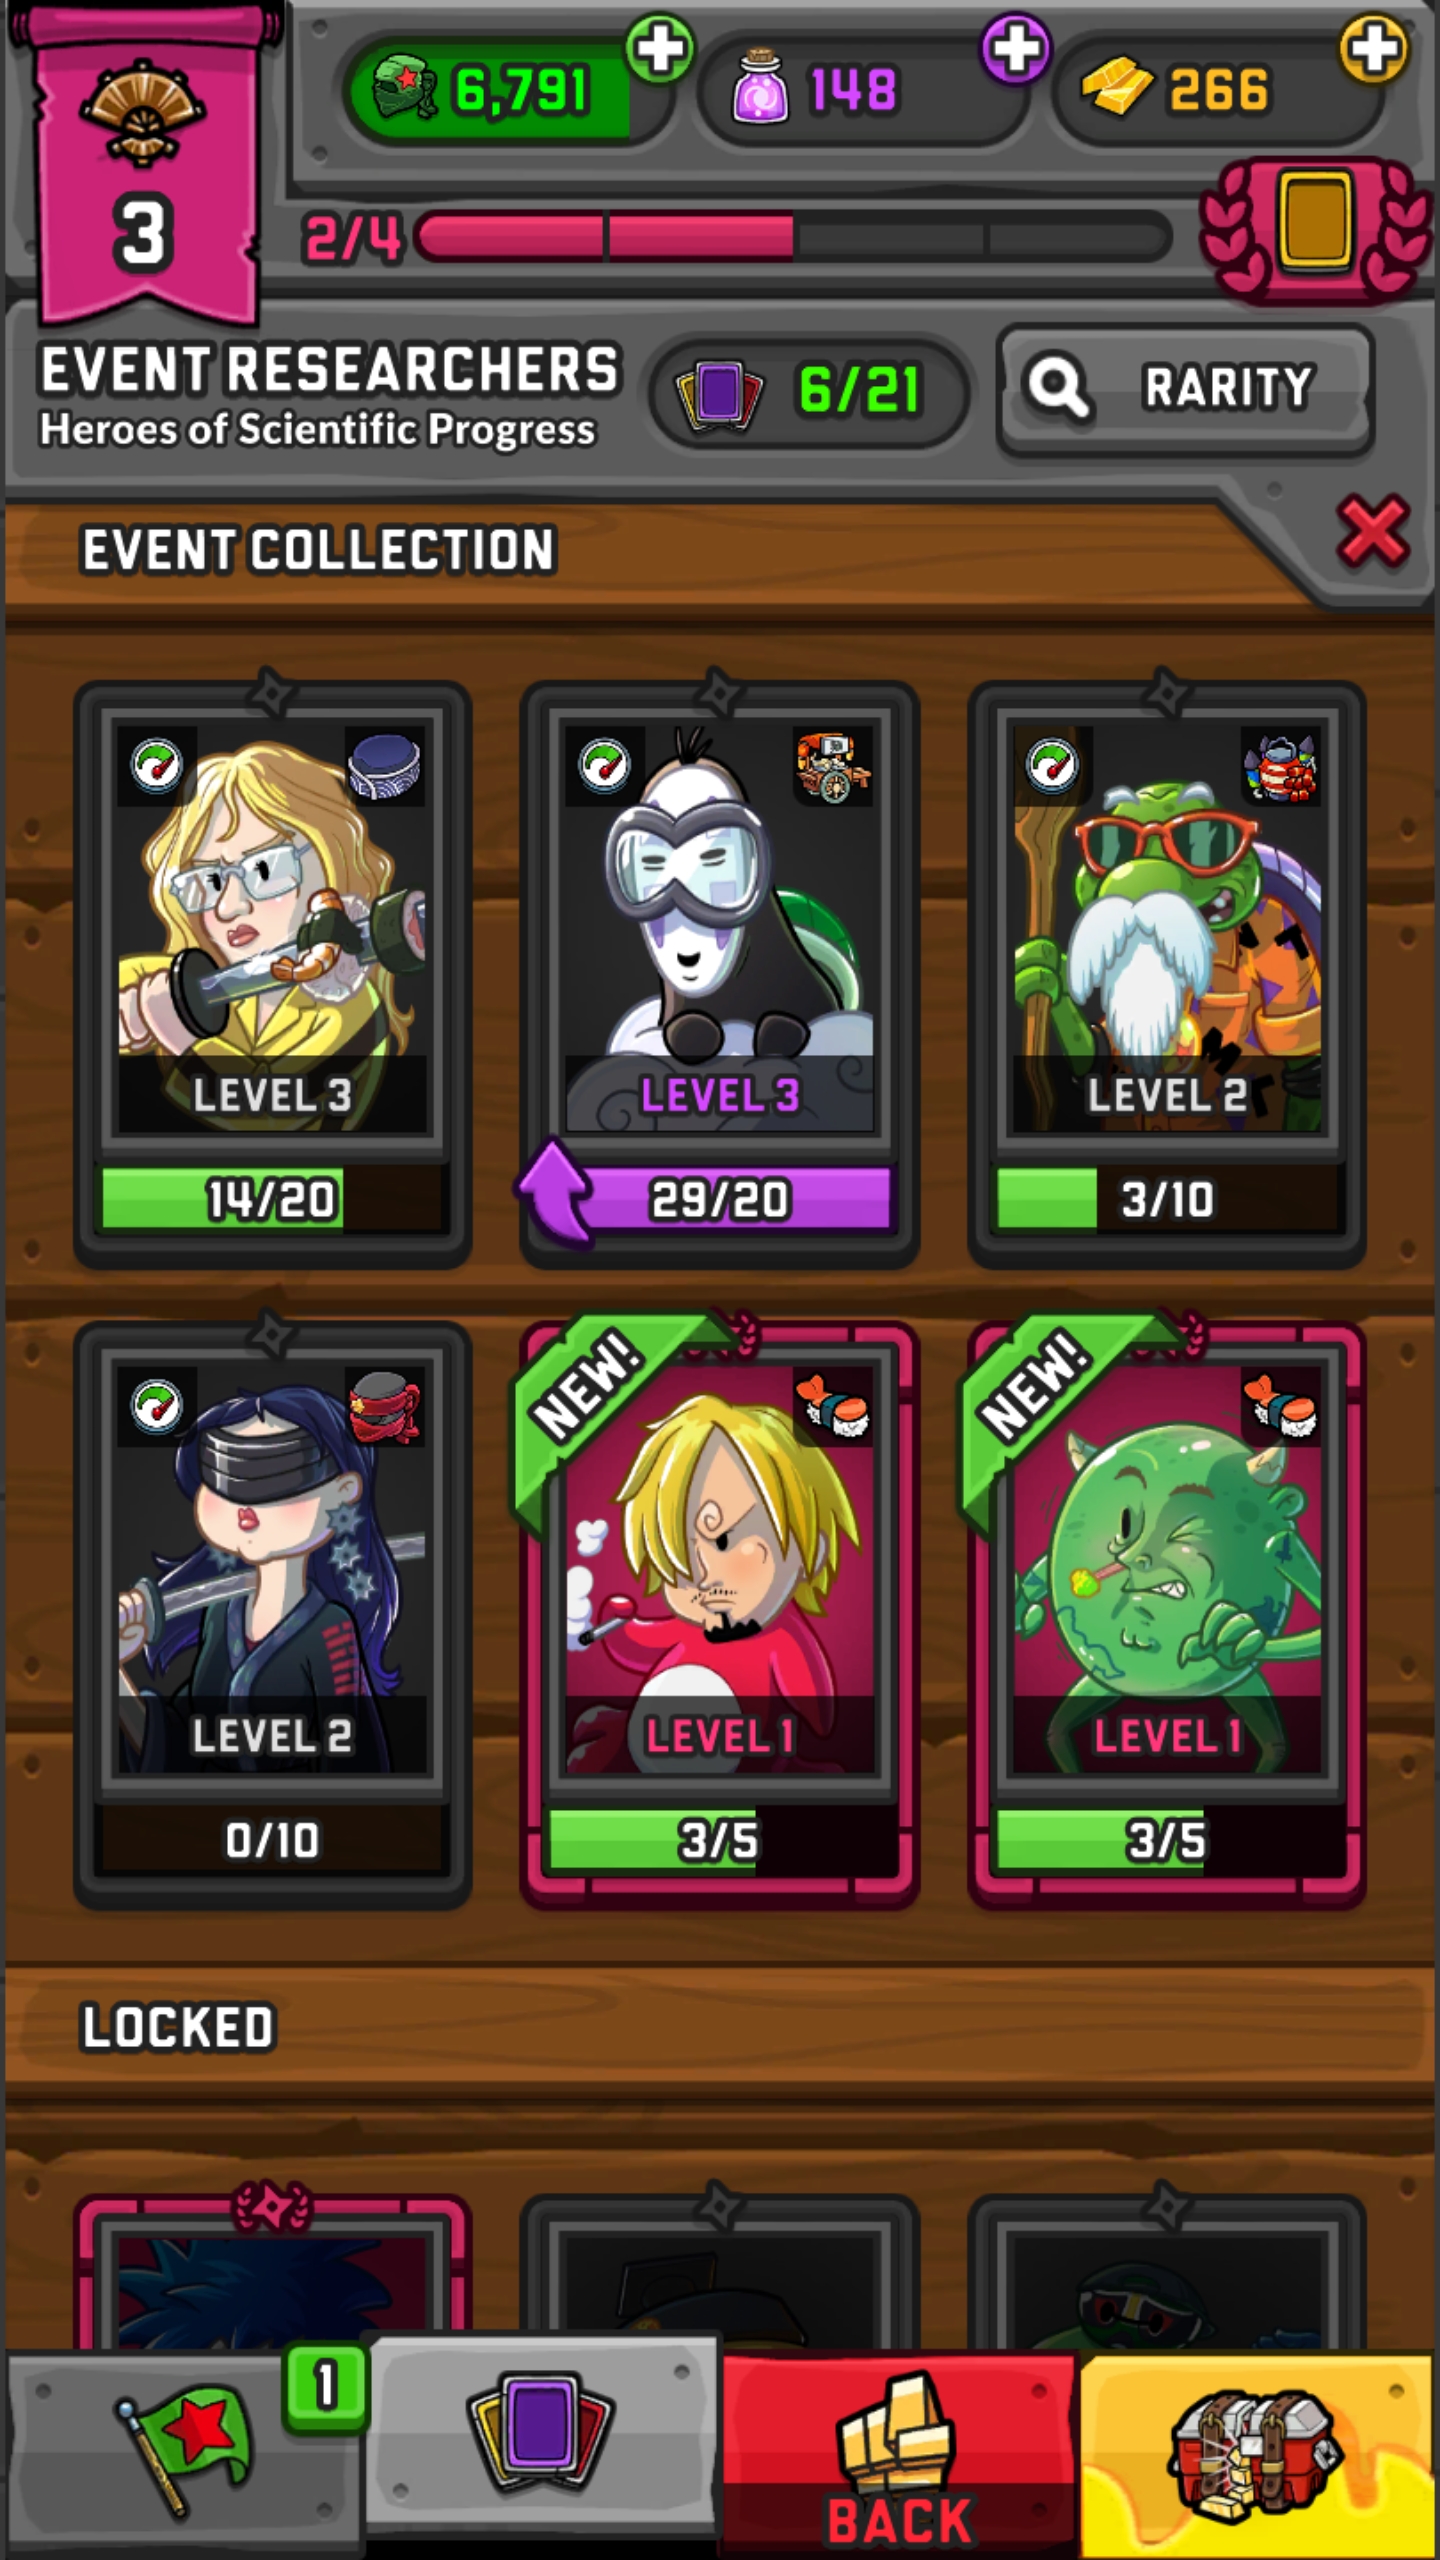 6,791
148
266
3
2/4
EVENT RESEARCHERS
Heroes of Scientific Progress
6/21
RARITY
EVENT COLLECTION
LEVEL 3
LEVEL 3
LEVEL 2
14/20
29/20
3/10
NEW!
NEW!
LEVEL 2
LEVEL 1
LEVEL 1
0/10
3/5
3/5
LOCKED
1
BACK